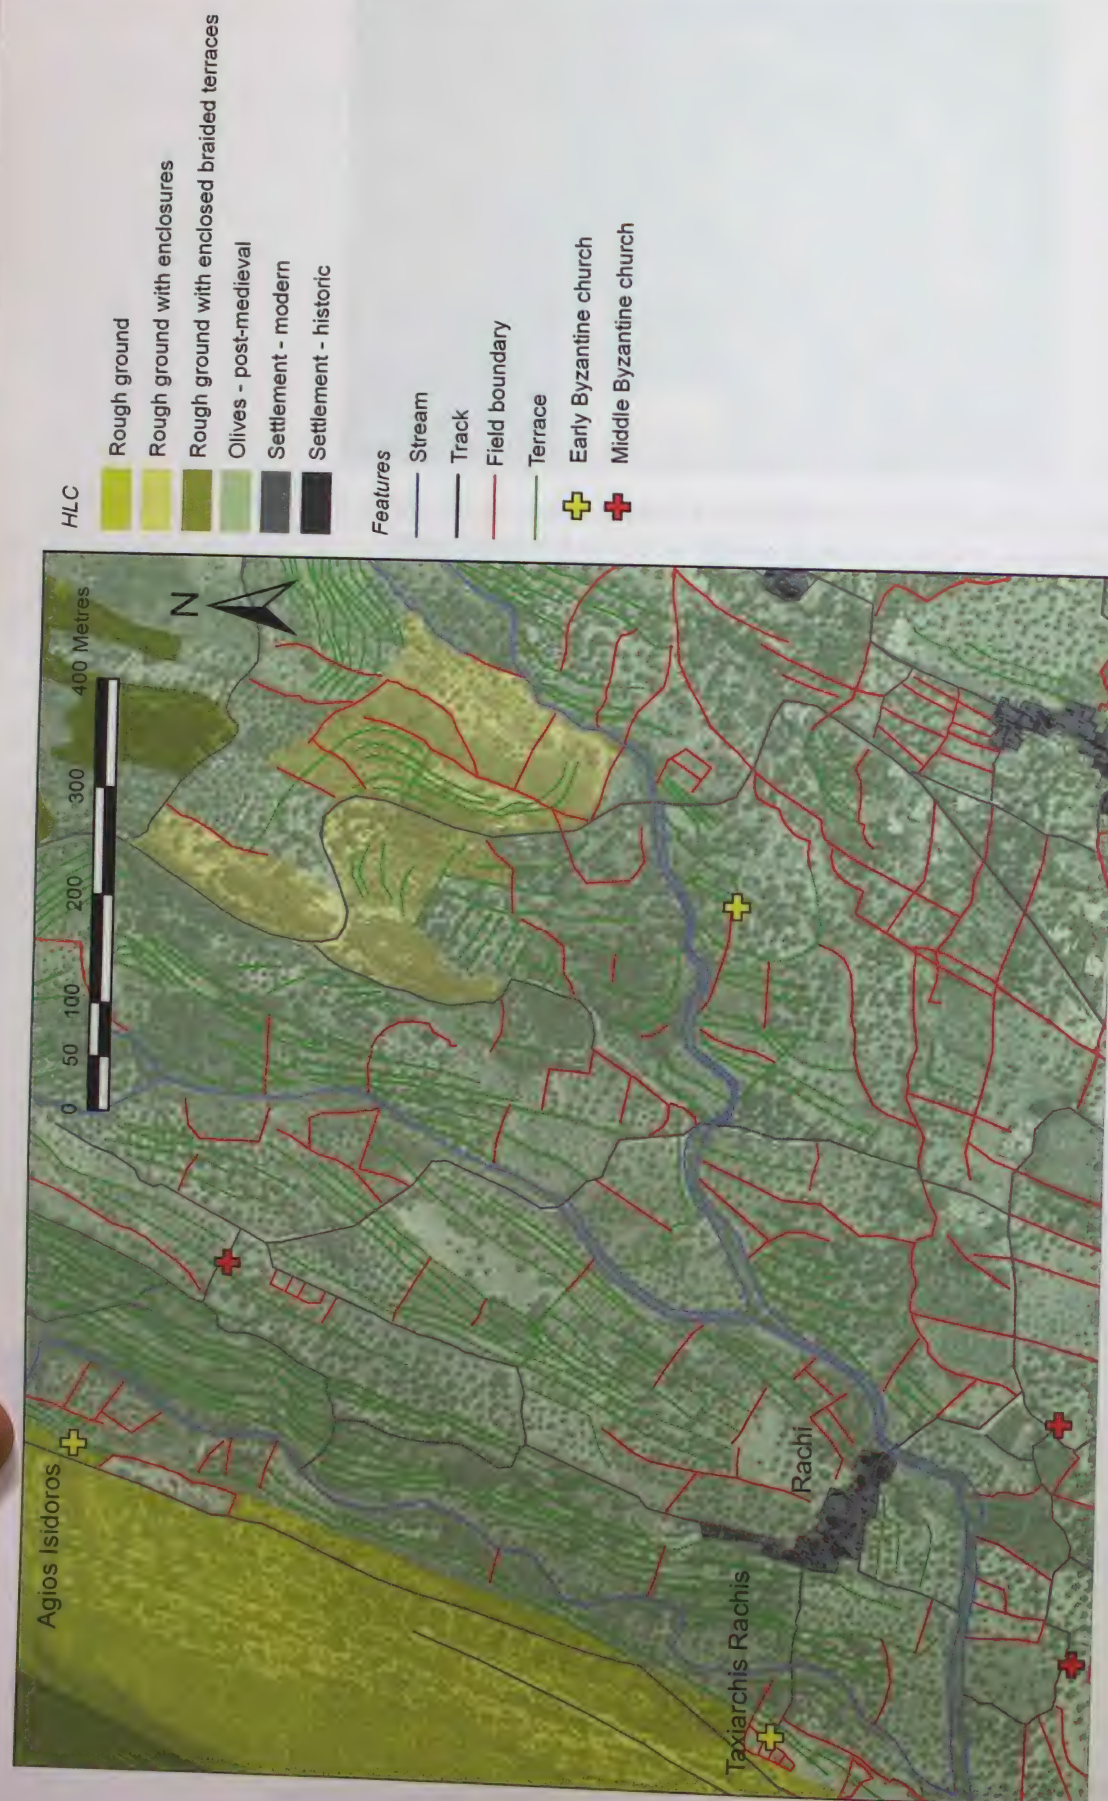 Agios Isidoros
Taxiarchis Rachis
Rachi
0 50 100 200 300 400 Metres
N
HLC
Rough ground
Rough ground with enclosures
Rough ground with enclosed braided terraces
Olives - post-medieval
Settlement - modern
Settlement - historic
Features
Stream
Track
Field boundary
Terrace
Early Byzantine church
Middle Byzantine church